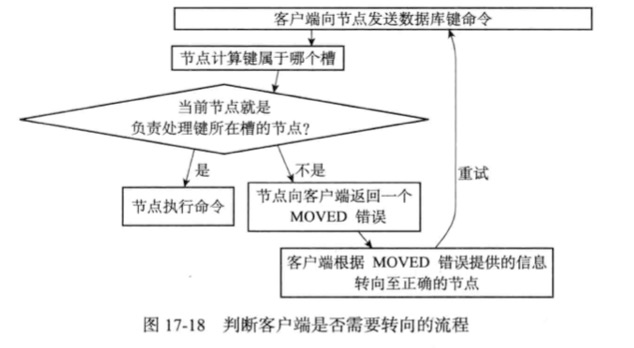 客户端向节点发送数据库键命令
节点计算键属于哪个槽
当前节点就是
负责处理键所在槽的节点?
是
不是
重试
节点执行命令
节点向客户端返回一个
MOVED 错误
客户端根据 MOVED 错误提供的信息
转向至正确的节点
图 17-18 判断客户端是否需要转向的流程